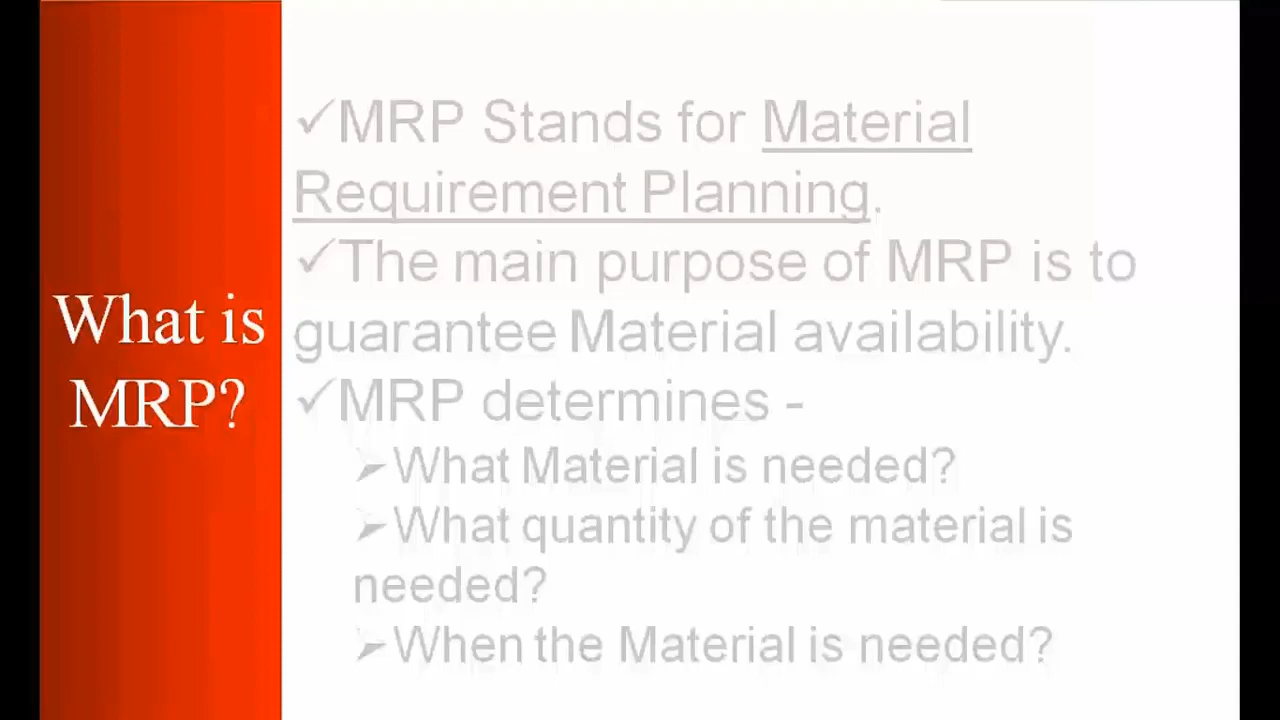 What is
MRP?
✓MRP Stands for Material
Requirement Planning.
✓The main purpose of MRP is to
guarantee Material availability.
✓MRP determines -
➢What Material is needed?
➢What quantity of the material is
needed?
➢When the Material is needed?